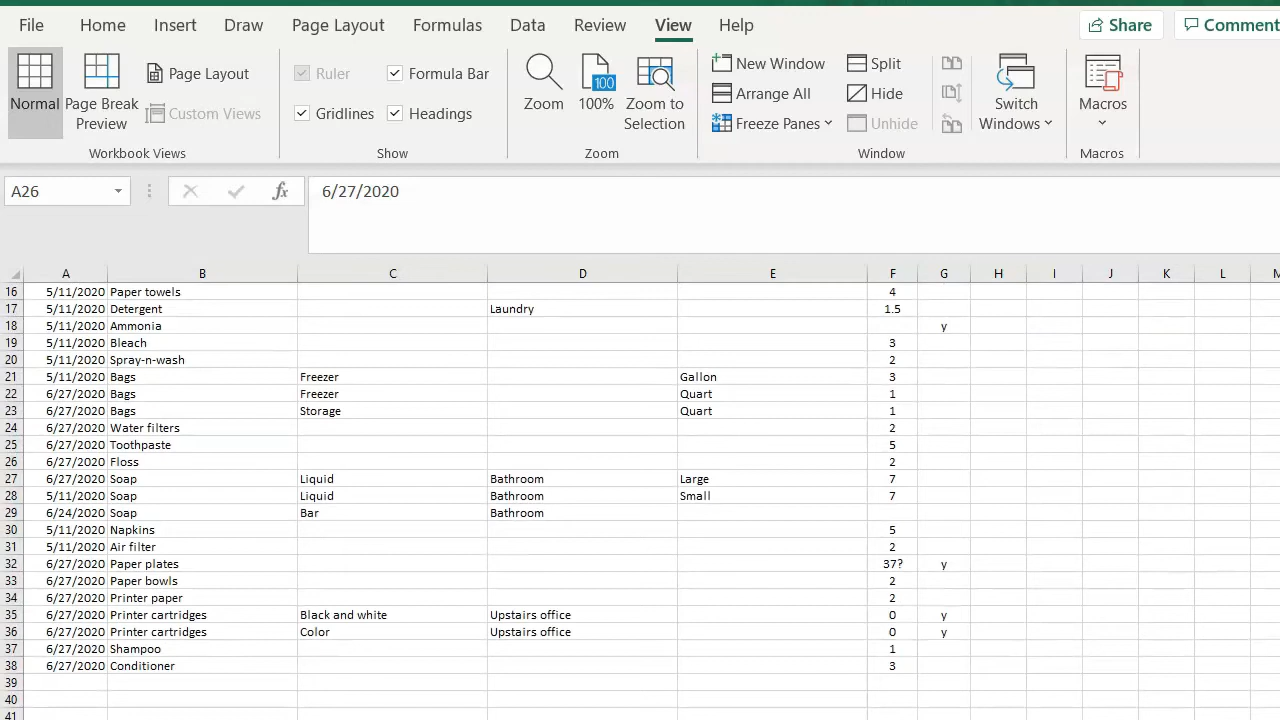 File Home Insert Draw Page Layout Formulas Data Review View Help Share Comment
Normal
Page Break Preview
Page Layout
Custom Views
Workbook Views
Ruler
Formula Bar
Gridlines
Headings
Show
Zoom
100
100%
Zoom to Selection
Zoom
New Window
Arrange All
Freeze Panes
Split
Hide
Unhide
Switch Windows
Window
Macros
Macros
A26 fx 6/27/2020
A B C D E F G H I J K L M
16 5/11/2020 Paper towels 4
17 5/11/2020 Detergent Laundry 1.5
18 5/11/2020 Ammonia y
19 5/11/2020 Bleach 3
20 5/11/2020 Spray-n-wash 2
21 5/11/2020 Bags Freezer Gallon 3
22 6/27/2020 Bags Freezer Quart 1
23 6/27/2020 Bags Storage Quart 1
24 6/27/2020 Water filters 2
25 6/27/2020 Toothpaste 5
26 6/27/2020 Floss 2
27 6/27/2020 Soap Liquid Bathroom Large 7
28 5/11/2020 Soap Liquid Bathroom Small 7
29 6/24/2020 Soap Bar Bathroom
30 5/11/2020 Napkins 5
31 5/11/2020 Air filter 2
32 6/27/2020 Paper plates 37? y
33 6/27/2020 Paper bowls 2
34 6/27/2020 Printer paper 2
35 6/27/2020 Printer cartridges Black and white Upstairs office 0 y
36 6/27/2020 Printer cartridges Color Upstairs office 0 y
37 6/27/2020 Shampoo 1
38 6/27/2020 Conditioner 3
39
40
41